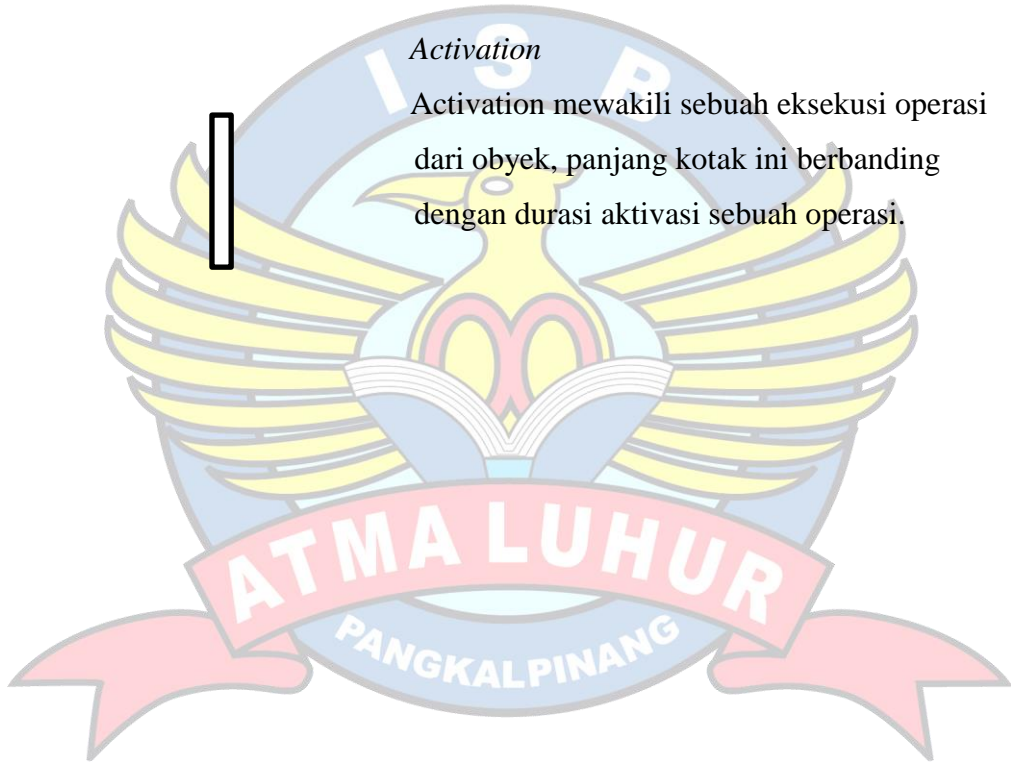 Activation
Activation mewakili sebuah eksekusi operasi
dari obyek, panjang kotak ini berbanding
dengan durasi aktivasi sebuah operasi.
I S B
ATMA LUHUR
PANGKALPINANG